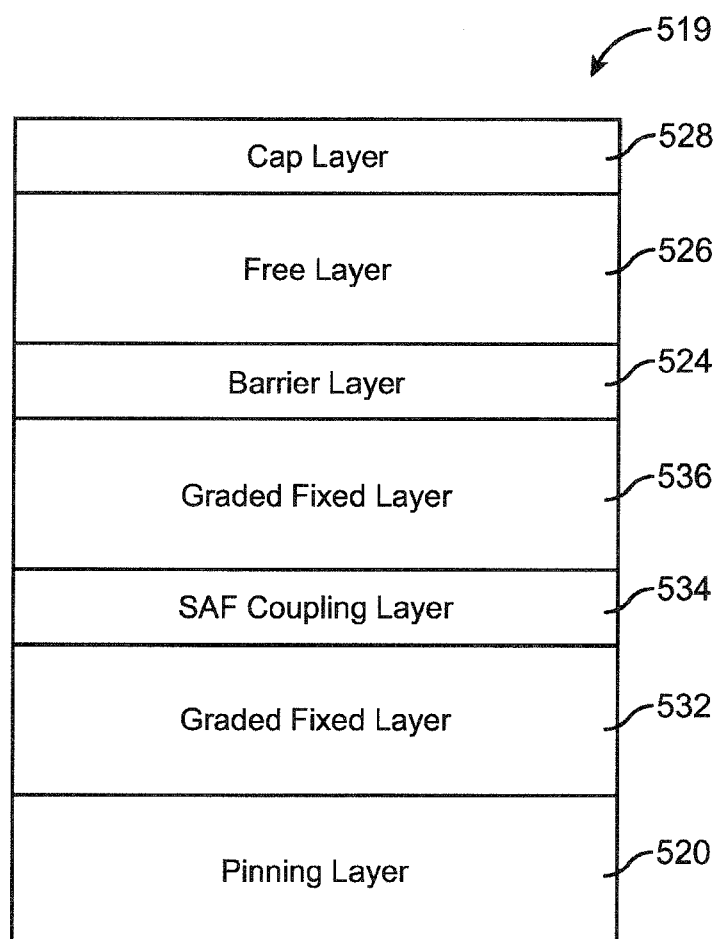 519
Cap Layer
528
Free Layer
526
Barrier Layer
524
Graded Fixed Layer
536
SAF Coupling Layer
534
Graded Fixed Layer
532
Pinning Layer
520